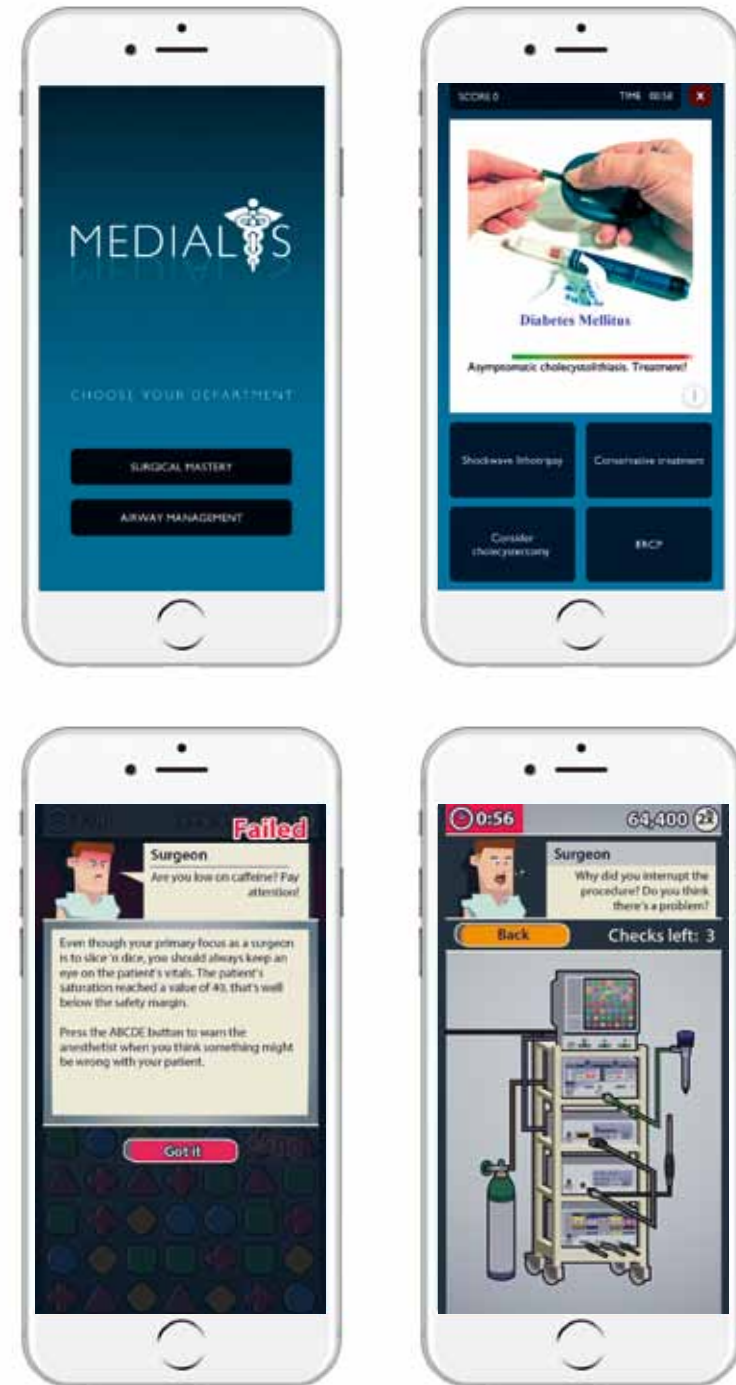 MEDIALIS
CHOOSE YOUR DEPARTMENT
SURGICAL MASTERY
AIRWAY MANAGEMENT
SCORE 0 TIME 00:58 X
Diabetes Mellitus
Asymptomatic cholecystolithiasis. Treatment?
i
Shockwave lithotripsy
Conservative treatment
Consider
cholecystectomy
ERCP
Failed
Surgeon
Are you low on caffeine? Pay
attention!
Even though your primary focus as a surgeon
is to slice 'n dice, you should always keep an
eye on the patient's vitals. The patient's
saturation reached a value of 40, that's well
below the safety margin.
Press the ABCDE button to warn the
anesthetist when you think something might
be wrong with your patient.
Got it
0:56 64,400 2x
Surgeon
Why did you interrupt the
procedure? Do you think
there's a problem?
Back Checks left: 3